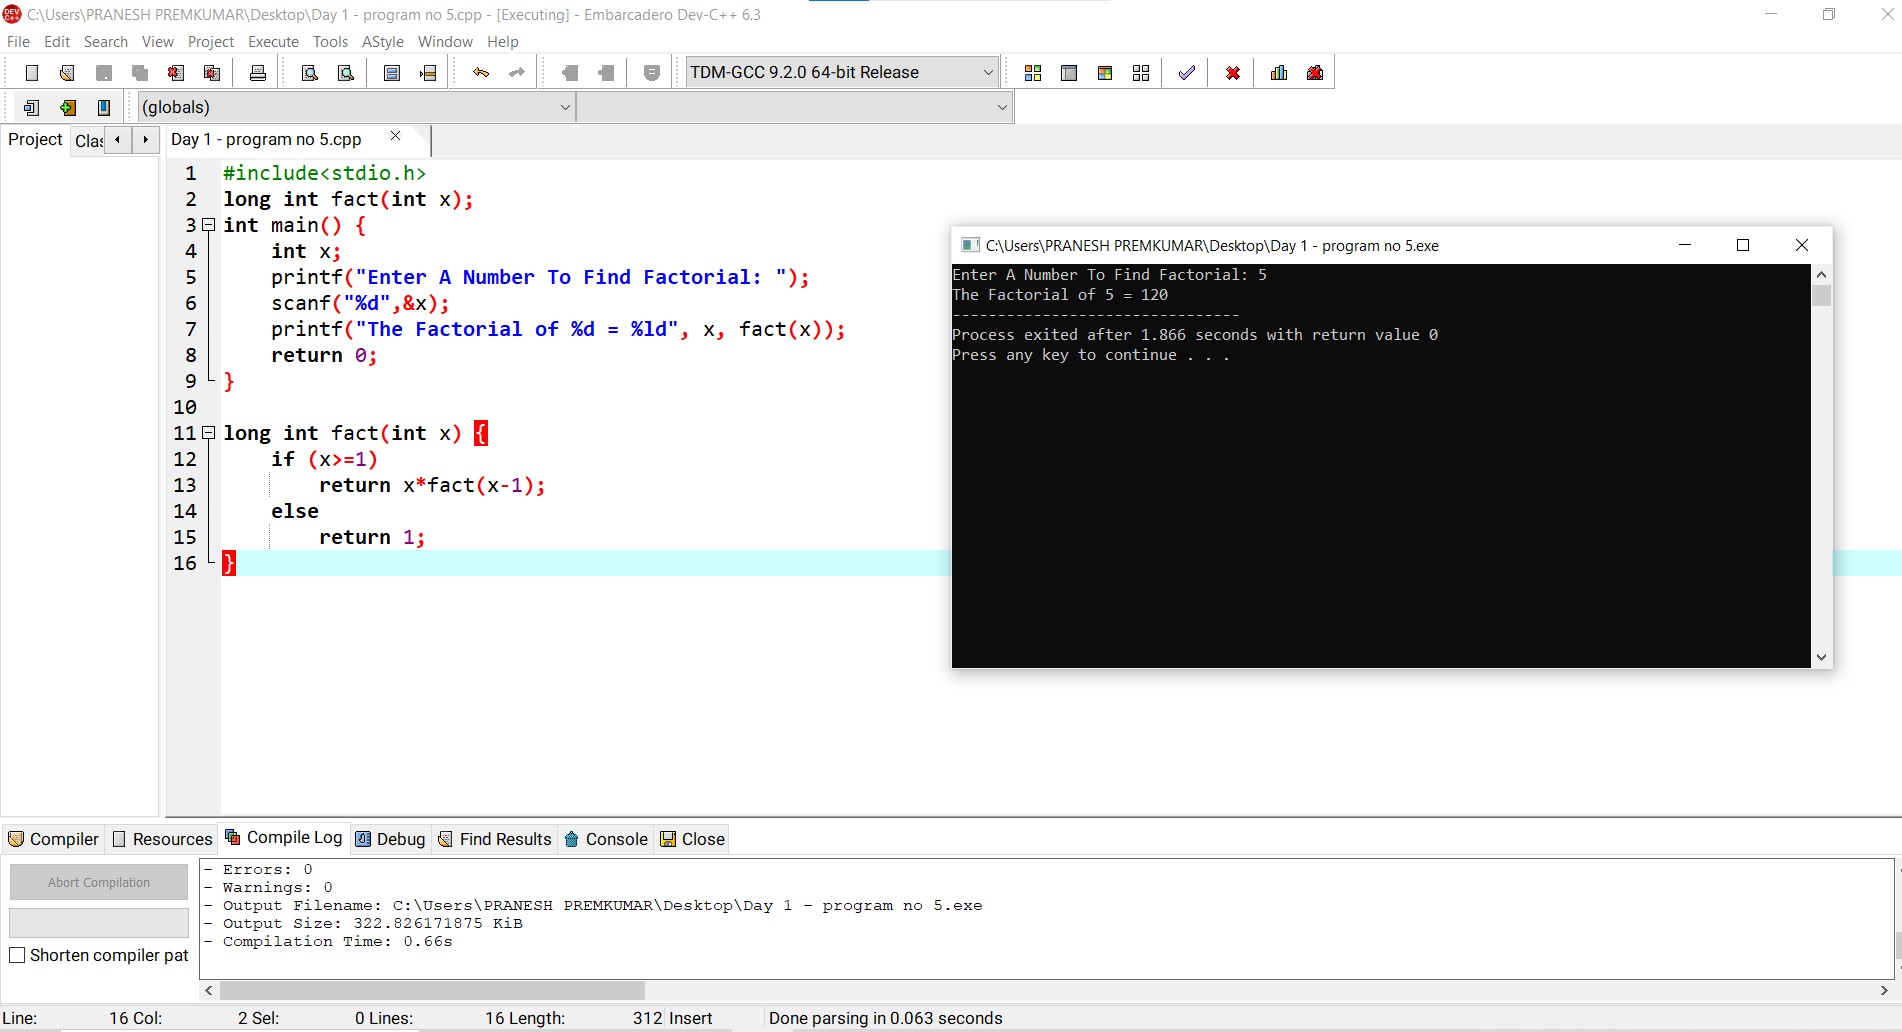 C:\Users\PRANESH PREMKUMAR\Desktop\Day 1 - program no 5.cpp - [Executing] - Embarcadero Dev-C++ 6.3
File Edit Search View Project Execute Tools AStyle Window Help
TDM-GCC 9.2.0 64-bit Release
(globals)
Project Clas Day 1 - program no 5.cpp
1 #include<stdio.h>
2 long int fact(int x);
3 int main() {
4 int x;
5 printf("Enter A Number To Find Factorial: ");
6 scanf("%d",&x);
7 printf("The Factorial of %d = %ld", x, fact(x));
8 return 0;
9 }
10
11 long int fact(int x) {
12 if (x>=1)
13 return x*fact(x-1);
14 else
15 return 1;
16 }
C:\Users\PRANESH PREMKUMAR\Desktop\Day 1 - program no 5.exe
Enter A Number To Find Factorial: 5
The Factorial of 5 = 120
--------------------------------
Process exited after 1.866 seconds with return value 0
Press any key to continue . . .
Compiler Resources Compile Log Debug Find Results Console Close
Abort Compilation
Shorten compiler pat
- Errors: 0
- Warnings: 0
- Output Filename: C:\Users\PRANESH PREMKUMAR\Desktop\Day 1 - program no 5.exe
- Output Size: 322.826171875 KiB
- Compilation Time: 0.66s
Line: 16 Col: 2 Sel: 0 Lines: 16 Length: 312 Insert Done parsing in 0.063 seconds